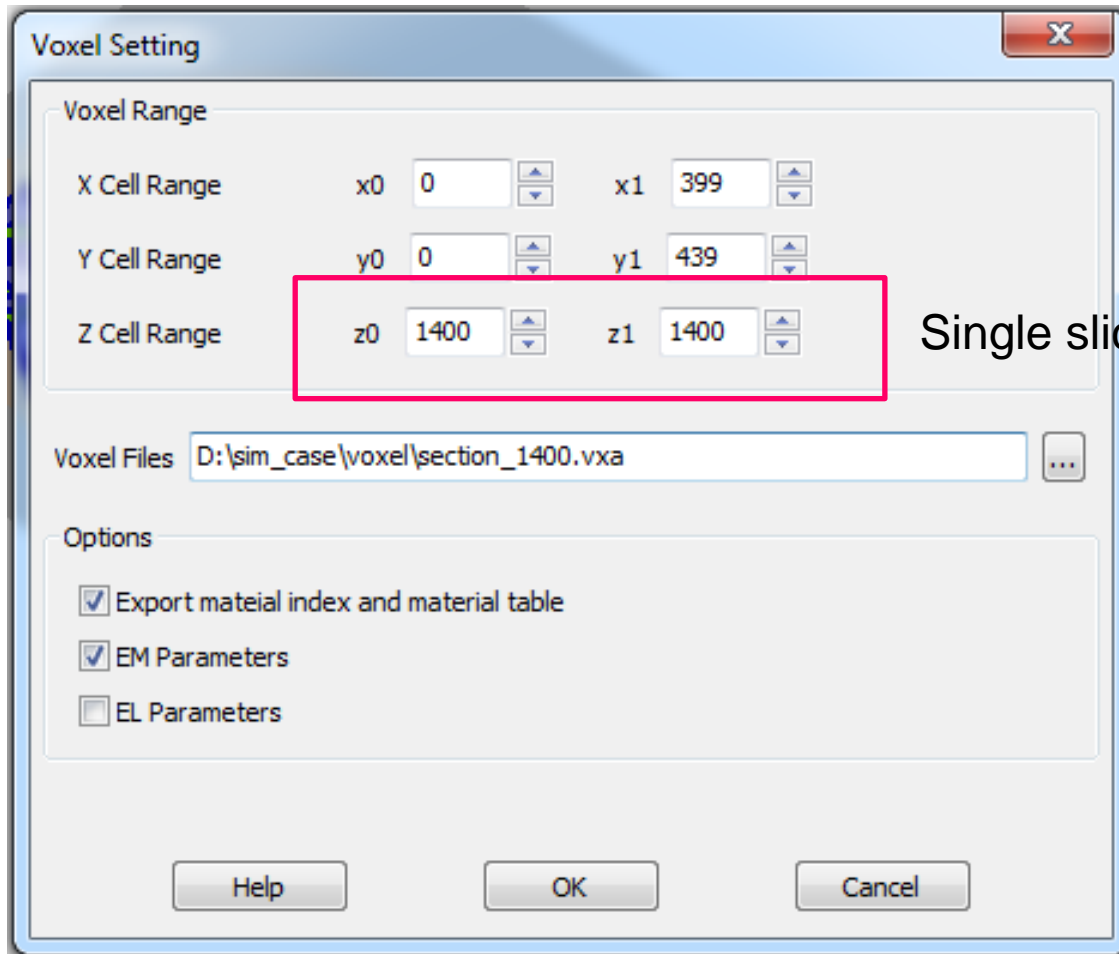 Voxel Setting
Voxel Range
X Cell Range x0 0 x1 399
Y Cell Range y0 0 y1 439
Z Cell Range z0 1400 z1 1400
Single
Voxel Files D:\sim_case\voxel\section_1400.vxa ...
Options
Export mateial index and material table
EM Parameters
EL Parameters
Help OK Cancel